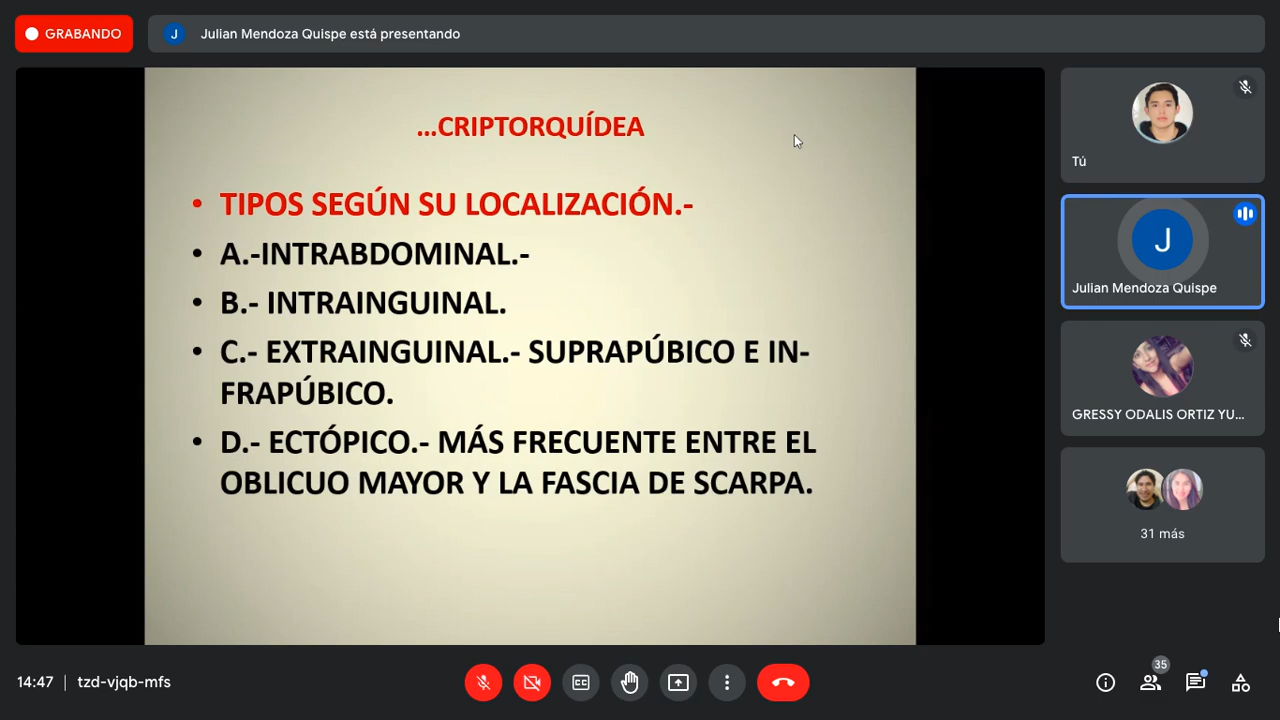 GRABANDO
J Julian Mendoza Quispe está presentando
...CRIPTORQUÍDEA
• TIPOS SEGÚN SU LOCALIZACIÓN.-
• A.-INTRABDOMINAL.-
• B.- INTRAINGUINAL.
• C.- EXTRAINGUINAL.- SUPRAPÚBICO E IN-
FRAPÚBICO.
• D.- ECTÓPICO.- MÁS FRECUENTE ENTRE EL
OBLICUO MAYOR Y LA FASCIA DE SCARPA.
Tú
J
Julian Mendoza Quispe
GRESSY ODALIS ORTIZ YU...
31 más
14:47 | tzd-vjqb-mfs
CC
35